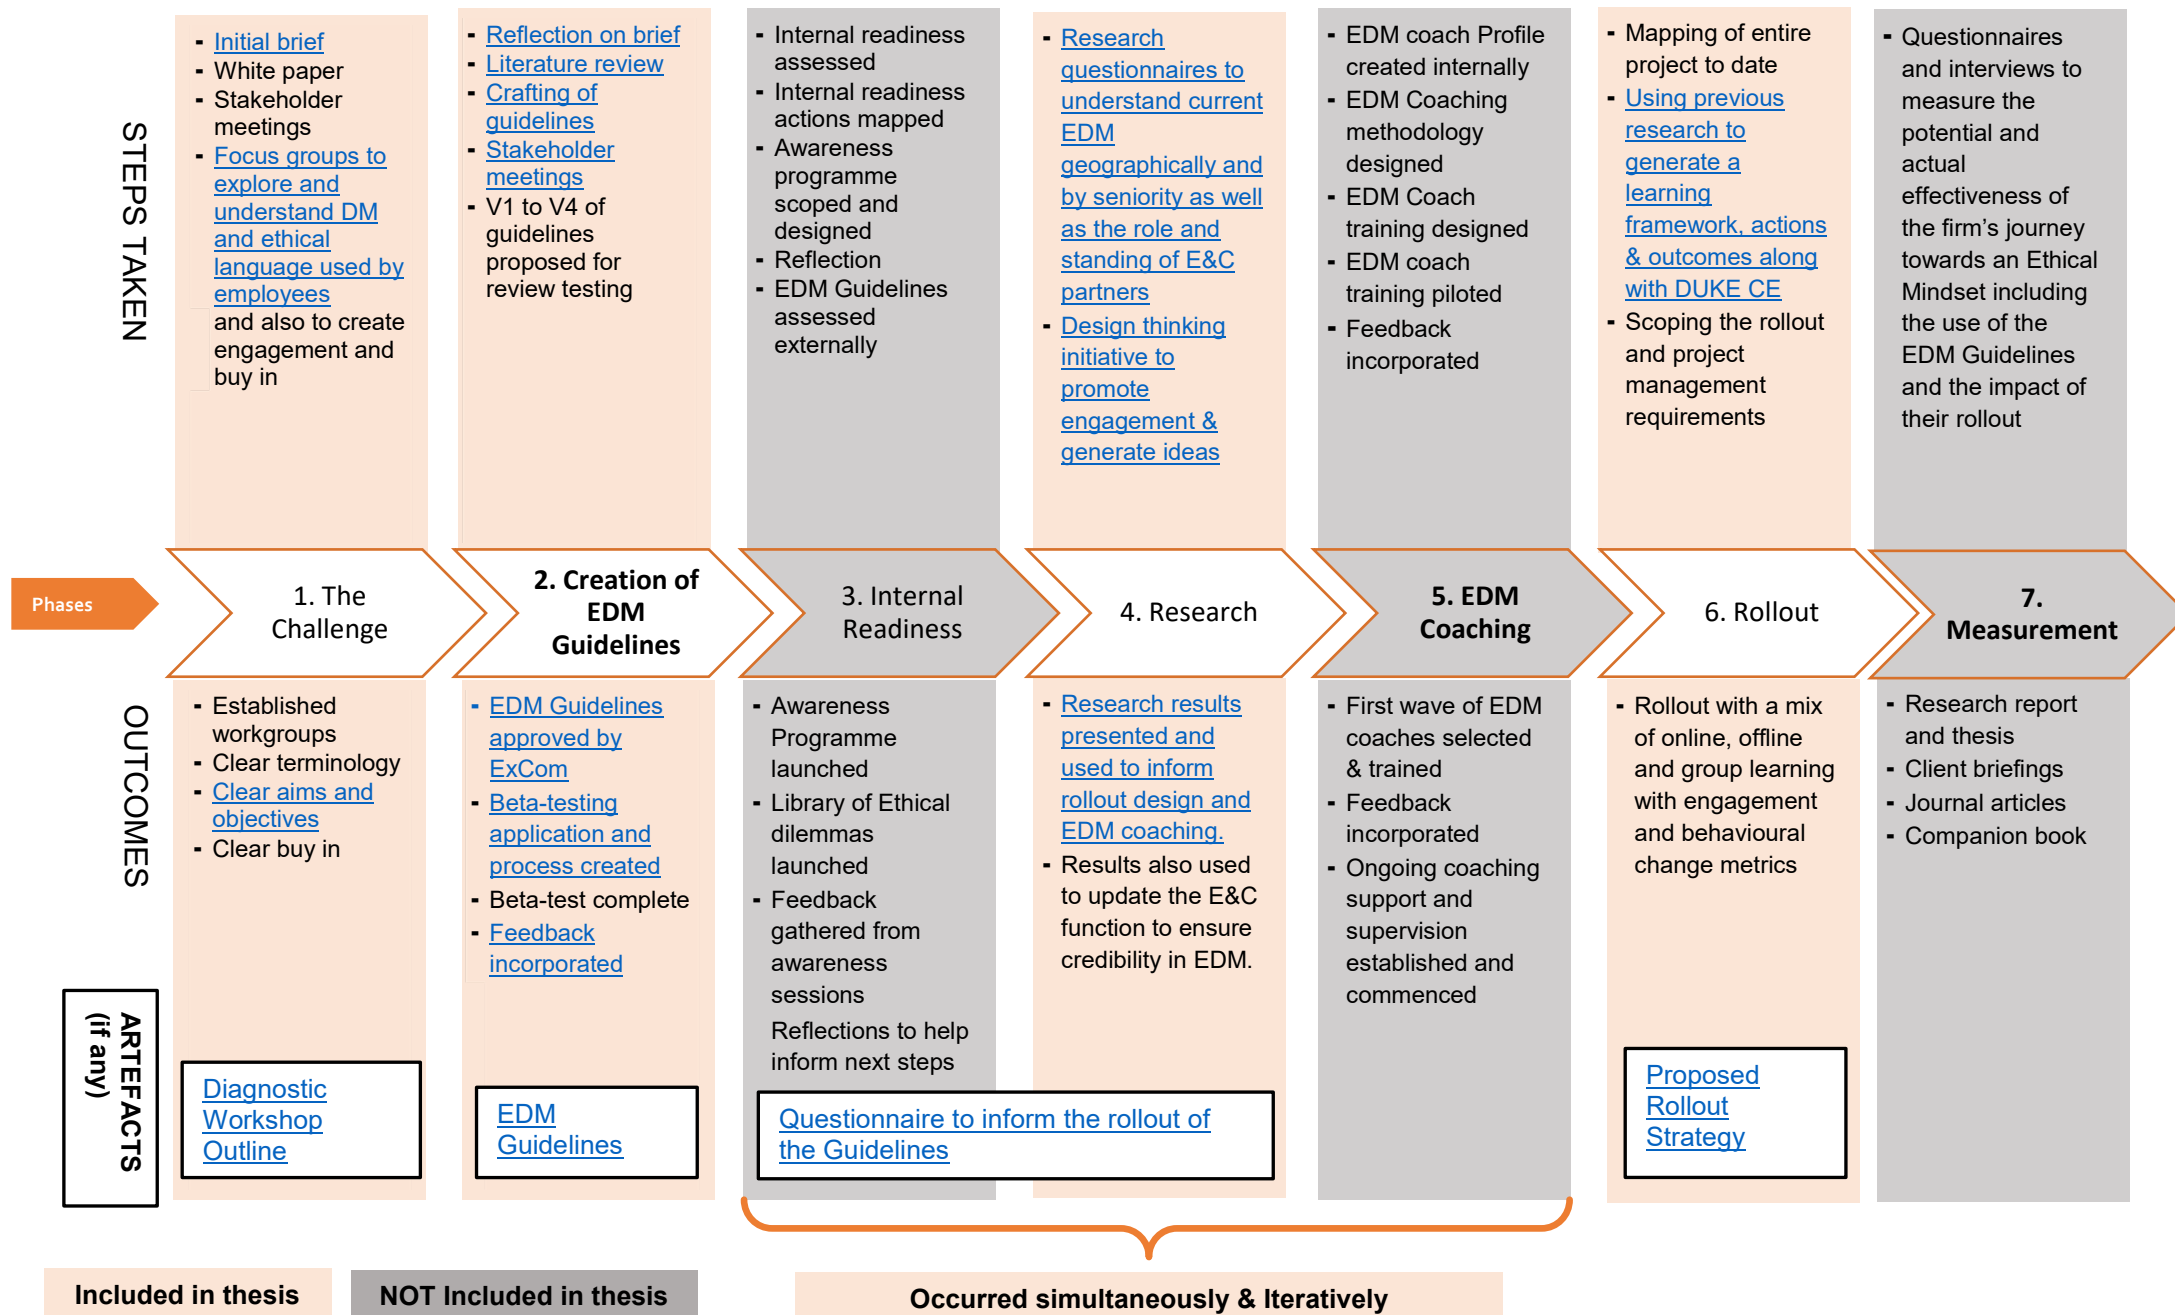 STEPS TAKEN
- Initial brief
- White paper
- Stakeholder
meetings
- Focus groups to
explore and
understand DM
and ethical
language used by
employees
and also to create
engagement and
buy in
- Reflection on brief
- Literature review
- Crafting of
guidelines
- Stakeholder
meetings
- V1 to V4 of
guidelines
proposed for
review testing
- Internal readiness
assessed
- Internal readiness
actions mapped
- Awareness
programme
scoped and
designed
- Reflection
- EDM Guidelines
assessed
externally
- Research
questionnaires to
understand current
EDM
geographically and
by seniority as well
as the role and
standing of E&C
partners
- Design thinking
initiative to
promote
engagement &
generate ideas
- EDM coach Profile
created internally
- EDM Coaching
methodology
designed
- EDM Coach
training designed
- EDM coach
training piloted
- Feedback
incorporated
- Mapping of entire
project to date
- Using previous
research to
generate a
learning
framework, actions
& outcomes along
with DUKE CE
- Scoping the rollout
and project
management
requirements
- Questionnaires
and interviews to
measure the
potential and
actual
effectiveness of
the firm's journey
towards an Ethical
Mindset including
the use of the
EDM Guidelines
and the impact of
their rollout
Phases
1. The
Challenge
2. Creation of
EDM
Guidelines
3. Internal
Readiness
4. Research
5. EDM
Coaching
6. Rollout
7.
Measurement
OUTCOMES
- Established
workgroups
- Clear terminology
- Clear aims and
objectives
- Clear buy in
- EDM Guidelines
approved by
ExCom
- Beta-testing
application and
process created
- Beta-test complete
- Feedback
incorporated
- Awareness
Programme
launched
- Library of Ethical
dilemmas
launched
- Feedback
gathered from
awareness
sessions
Reflections to help
inform next steps
- Research results
presented and
used to inform
rollout design and
EDM coaching.
- Results also used
to update the E&C
function to ensure
credibility in EDM.
- First wave of EDM
coaches selected
& trained
- Feedback
incorporated
- Ongoing coaching
support and
supervision
established and
commenced
- Rollout with a mix
of online, offline
and group learning
with engagement
and behavioural
change metrics
- Research report
and thesis
- Client briefings
- Journal articles
- Companion book
ARTEFACTS
(if any)
Diagnostic
Workshop
Outline
EDM
Guidelines
Questionnaire to inform the rollout of
the Guidelines
Proposed
Rollout
Strategy
Included in thesis
NOT Included in thesis
Occurred simultaneously & Iteratively